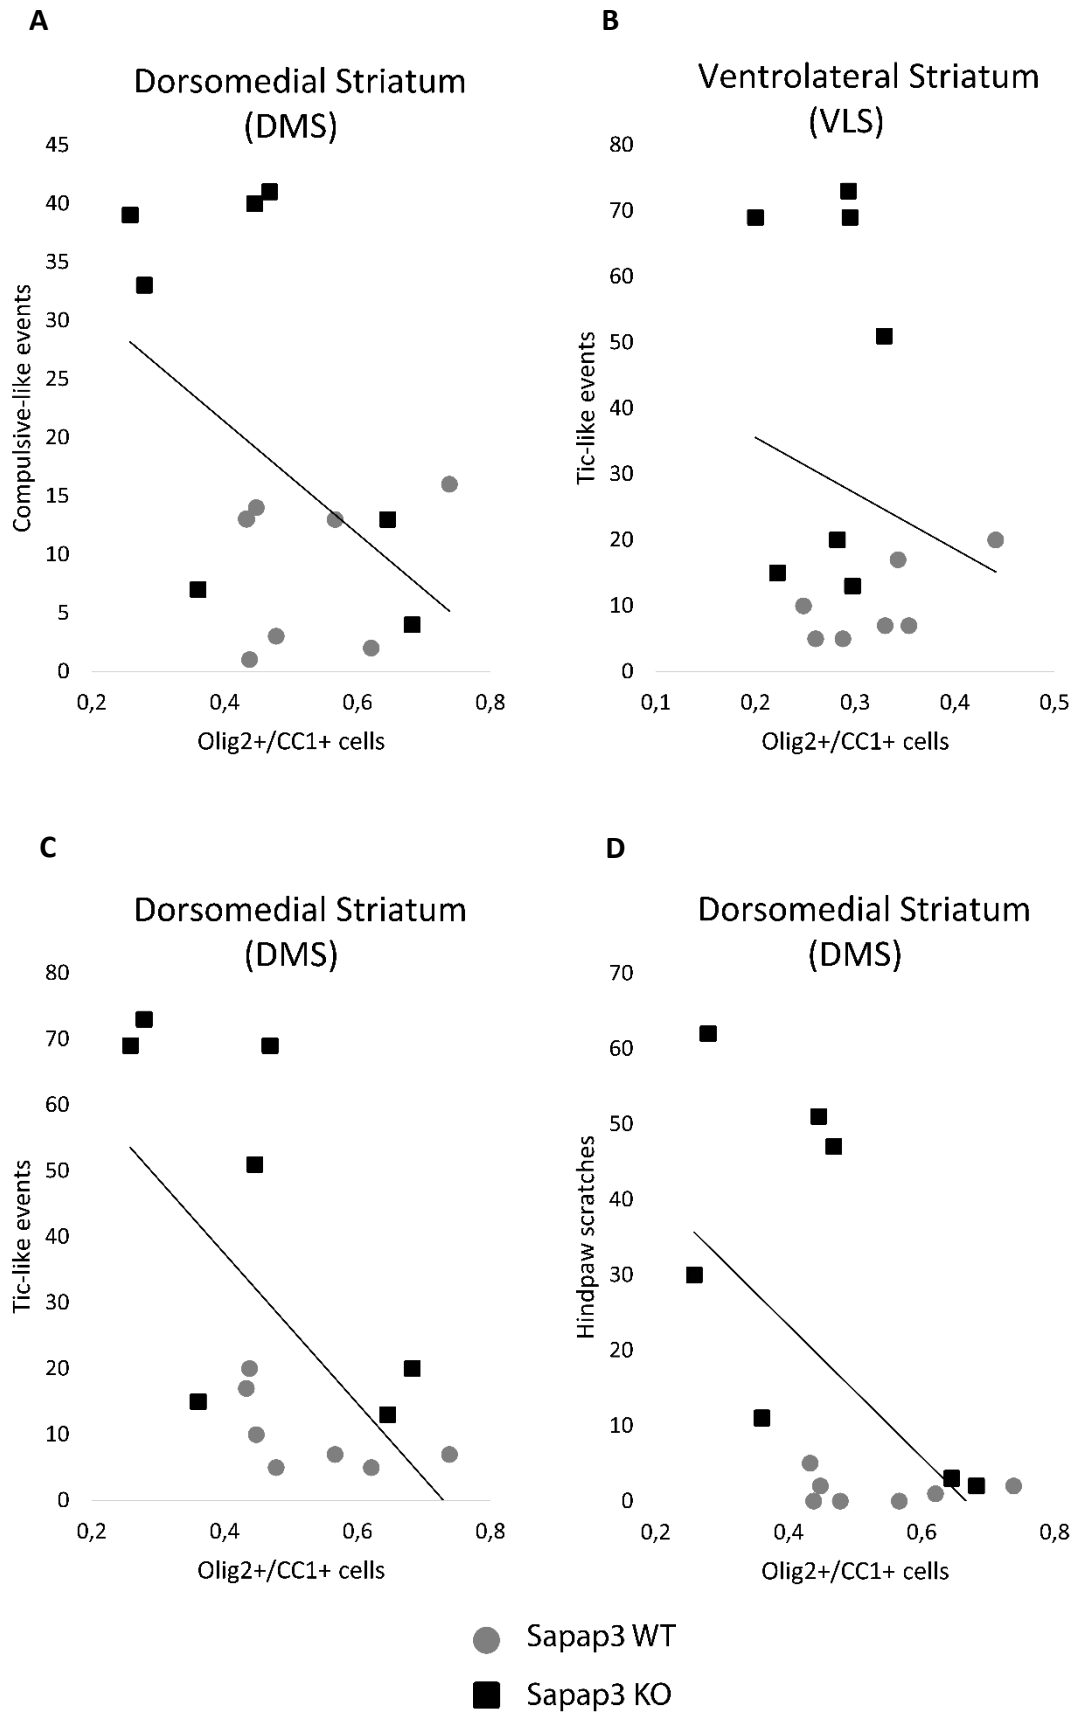 A
Dorsomedial Striatum
(DMS)
45
40
35
30
25
20
15
10
5
0
Compulsive-like events
0,2 0,4 0,6 0,8
Olig2+/CC1+ cells
B
Ventrolateral Striatum
(VLS)
80
70
60
50
40
30
20
10
0
Tic-like events
0,1 0,2 0,3 0,4 0,5
Olig2+/CC1+ cells
C
Dorsomedial Striatum
(DMS)
80
70
60
50
40
30
20
10
0
Tic-like events
0,2 0,4 0,6 0,8
Olig2+/CC1+ cells
D
Dorsomedial Striatum
(DMS)
70
60
50
40
30
20
10
0
Hindpaw scratches
0,2 0,4 0,6 0,8
Olig2+/CC1+ cells
Sapap3 WT
Sapap3 KO